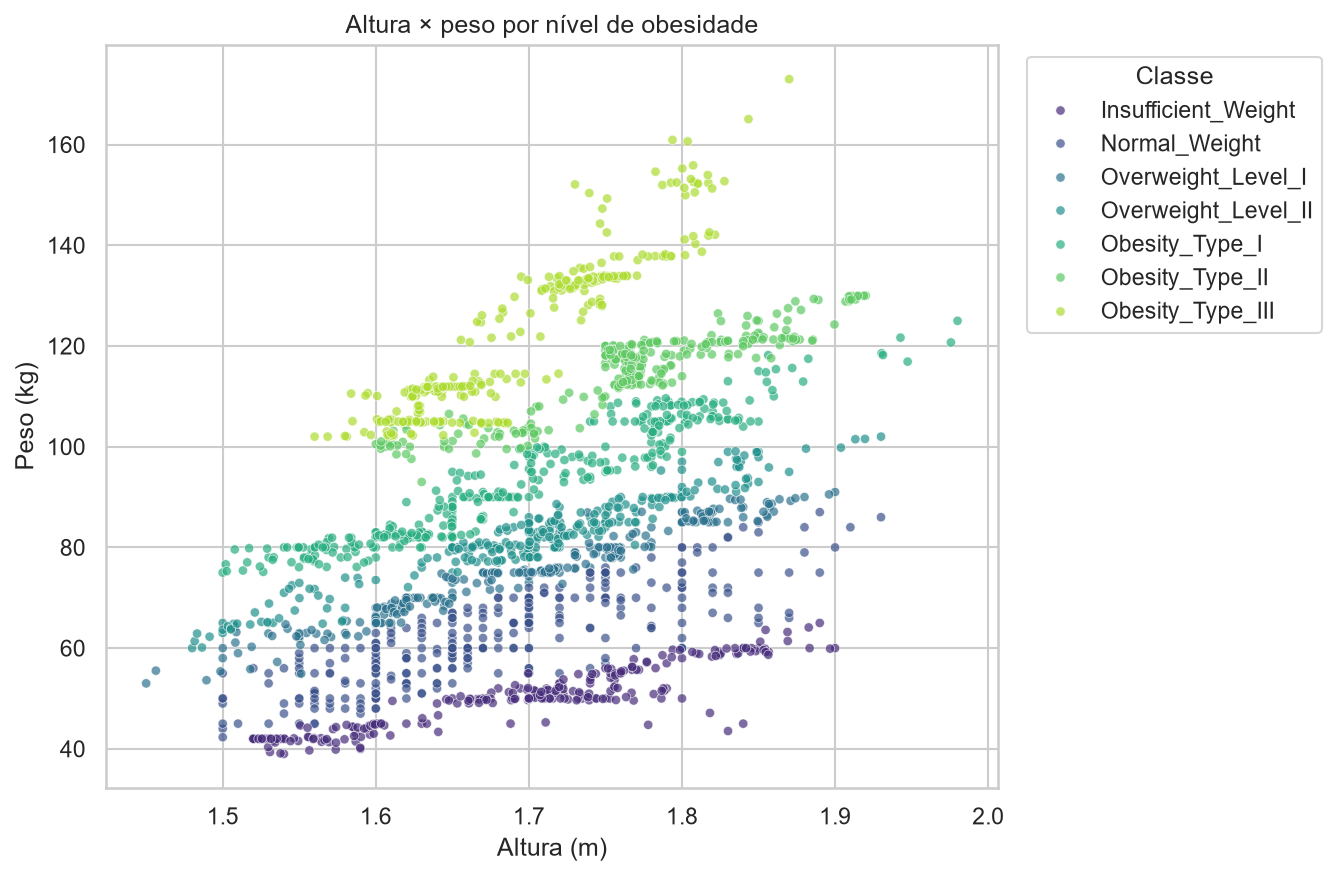 Altura × peso por nível de obesidade
Classe
Insufficient_Weight
Normal_Weight
Overweight_Level_I
Overweight_Level_II
Obesity_Type_I
Obesity_Type_II
Obesity_Type_III
Peso (kg)
160
140
120
100
80
60
40
1.5 1.6 1.7 1.8 1.9 2.0
Altura (m)